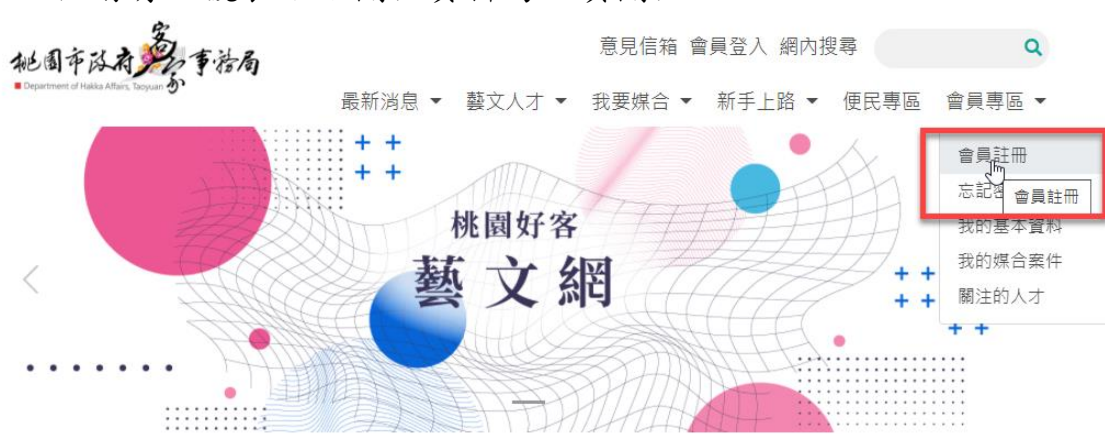 桃園市政府客家事務局
Department of Hakka Affairs, Taoyuan
意見信箱 會員登入 網內搜尋
最新消息 藝文人才 我要媒合 新手上路 便民專區 會員專區
會員註冊
忘記密
會員註冊
我的基本資料
我的媒合案件
關注的人才
桃園好客
藝文網